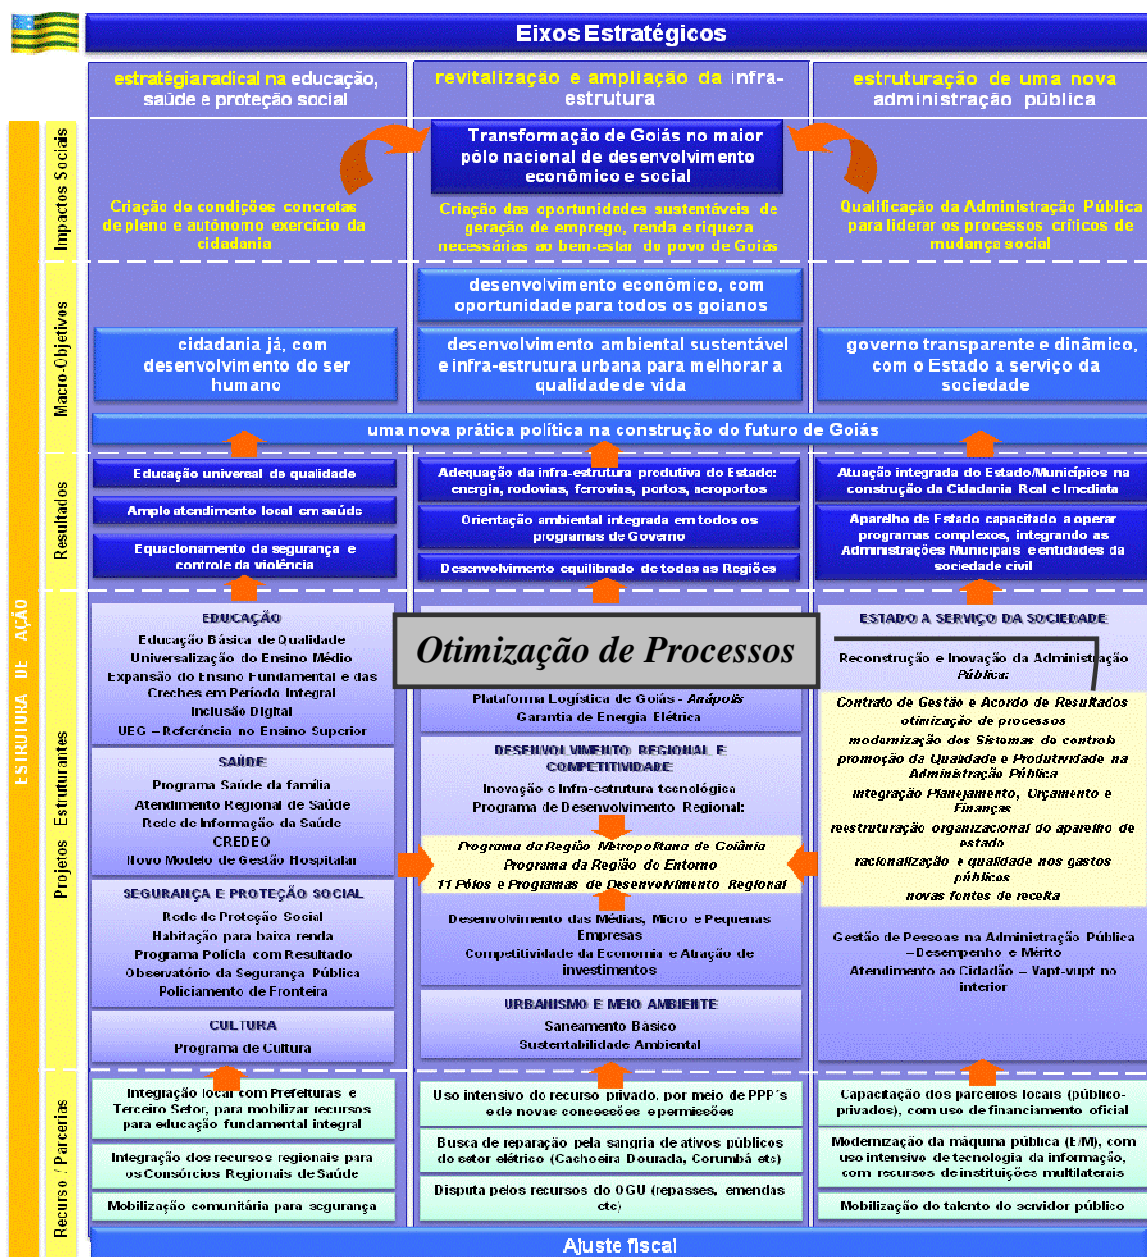 Eixos Estratégicos
estratégia radical na educação,
saúde e proteção social
revitalização e ampliação da infra-
estrutura
estruturação de uma nova
administração pública
ESTRUTURA DE AÇÃO
Impactos Sociais
Transformação de Goiás no maior
pólo nacional de desenvolvimento
econômico e social
Criação de condições concretas
de pleno e autônomo exercício da
cidadania
Criação das oportunidades sustentáveis de
geração de emprego, renda e riqueza
necessárias ao bem-estar do povo de Goiás
Qualificação da Administração Pública
para liderar os processos críticos de
mudança social
Macro-Objetivos
desenvolvimento econômico, com
oportunidade para todos os goianos
cidadania já, com
desenvolvimento do ser
humano
desenvolvimento ambiental sustentável
e infra-estrutura urbana para melhorar a
qualidade de vida
governo transparente e dinâmico,
com o Estado a serviço da
sociedade
uma nova prática política na construção do futuro de Goiás
Resultados
Educação universal de qualidade
Amplo atendimento local em saúde
Equacionamento da segurança e
controle da violência
Adequação da infra-estrutura produtiva do Estado:
energia, rodovias, ferrovias, portos, aeroportos
Orientação ambiental integrada em todos os
programas de Governo
Desenvolvimento equilibrado de todas as Regiões
Atuação integrada do Estado/Municípios na
construção da Cidadania Real e Imediata
Aparelho de Estado capacitado a operar
programas complexos, integrando as
Administrações Municipais e entidades da
sociedade civil
Projetos Estruturantes
EDUCAÇÃO
Educação Básica de Qualidade
Universalização do Ensino Médio
Expansão do Ensino Fundamental e das
Creches em Período Integral
Inclusão Digital
UEG – Referência no Ensino Superior
SAÚDE
Programa Saúde da família
Atendimento Regional de Saúde
Rede de Informação da Saúde
CREDEQ
Novo Modelo de Gestão Hospitalar
SEGURANÇA E PROTEÇÃO SOCIAL
Rede de Proteção Social
Habitação para baixa renda
Programa Polícia com Resultado
Observatório da Segurança Pública
Policiamento de Fronteira
CULTURA
Programa de Cultura
Otimização de Processos
Plataforma Logística de Goiás - Anápolis
Garantia de Energia Elétrica
DESENVOLVIMENTO REGIONAL E
COMPETITIVIDADE
Inovação e Infra-estrutura tecnológica
Programa de Desenvolvimento Regional:
Programa da Região Metropolitana de Goiânia
Programa da Região do Entorno
11 Pólos e Programas de Desenvolvimento Regional
Desenvolvimento das Médias, Micro e Pequenas
Empresas
Competitividade da Economia e Atração de
investimentos
URBANISMO E MEIO AMBIENTE
Saneamento Básico
Sustentabilidade Ambiental
ESTADO A SERVIÇO DA SOCIEDADE
Reconstrução e Inovação da Administração
Pública:
Contrato de Gestão e Acordo de Resultados
otimização de processos
modernização dos Sistemas de controle
promoção da Qualidade e Produtividade na
Administração Pública
integração Planejamento, Orçamento e
Finanças
reestruturação organizacional do aparelho de
estado
racionalização e qualidade nos gastos
públicos
novas fontes de receita
Gestão de Pessoas na Administração Pública
– Desempenho e Mérito
Atendimento ao Cidadão – Vapt-vupt no
interior
Recurso / Parcerias
Integração local com Prefeituras e
Terceiro Setor, para mobilizar recursos
para educação fundamental integral
Integração dos recursos regionais para
os Consórcios Regionais de Saúde
Mobilização comunitária para segurança
Uso intensivo do recurso privado, por meio de PPP´s
e de novas concessões e permissões
Busca de reparação pela sangria de ativos públicos
do setor elétrico (Cachoeira Dourada, Corumbá etc)
Disputa pelos recursos do OGU (repasses, emendas
etc)
Capacitação dos parceiros locais (público-
privados), com uso de financiamento oficial
Modernização da máquina pública (E/M), com
uso intensivo de tecnologia da informação,
com recursos de instituições multilaterais
Mobilização do talento do servidor público
Ajuste fiscal